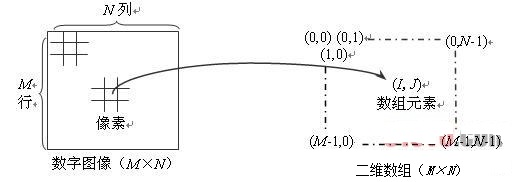 N列
M
行
像素
数字图像（M×N）
(0,0) (0,1)
(0,N-1)
(1,0)
(I, J)
数组元素
(M-1,0)
(M-1,N-1)
二维数组（M×N）